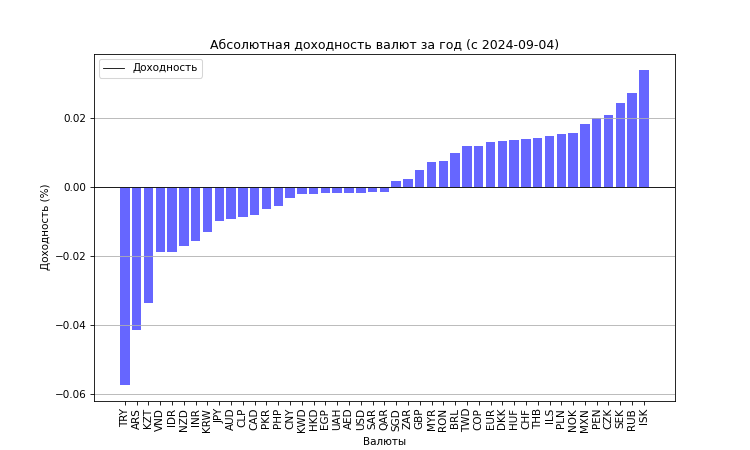 Абсолютная доходность валют за год (с 2024-09-04)
Доходность
0.02
0.00
−0.02
−0.04
−0.06
Доходность (%)
TRY
ARS
KZT
VND
IDR
NZD
INR
KRW
JPY
AUD
CLP
CAD
PKR
PHP
CNY
KWD
HKD
EGP
UAH
AED
USD
SAR
QAR
SGD
ZAR
GBP
MYR
RON
BRL
TWD
COP
EUR
DKK
HUF
CHF
THB
ILS
PLN
NOK
MXN
PEN
CZK
SEK
RUB
ISK
Валюты